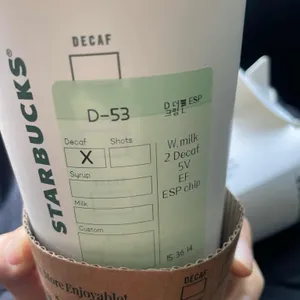 DECAF
STARBUCKS®
D-53
D 더블 ESP
크림 L
Decaf
Shots
X
W. milk
2 Decaf
5V
EF
ESP chip
Syrup
Milk
Custom
15:36:14
DECAF
More Enjoyable!